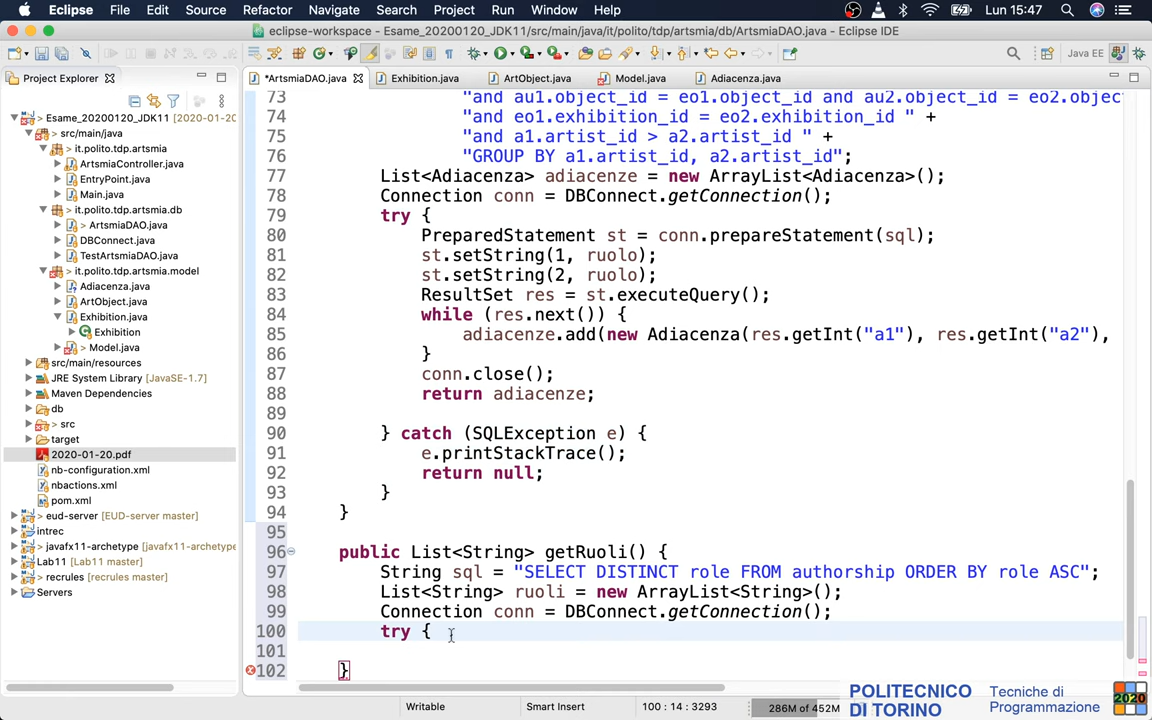 Eclipse File Edit Source Refactor Navigate Search Project Run Window Help Lun 15:47
eclipse-workspace - Esame_20200120_JDK11/src/main/java/it/polito/tdp/artsmia/db/ArtsmiaDAO.java - Eclipse IDE
Java EE
Project Explorer
*ArtsmiaDAO.java Exhibition.java ArtObject.java Model.java Adiacenza.java
Esame_20200120_JDK11 [2020-01-20
src/main/java
it.polito.tdp.artsmia
ArtsmiaController.java
EntryPoint.java
Main.java
> it.polito.tdp.artsmia.db
> ArtsmiaDAO.java
DBConnect.java
TestArtsmiaDAO.java
> it.polito.tdp.artsmia.model
Adiacenza.java
ArtObject.java
Exhibition.java
Exhibition
> Model.java
src/main/resources
JRE System Library [JavaSE-1.7]
Maven Dependencies
db
> src
target
2020-01-20.pdf
nb-configuration.xml
nbactions.xml
pom.xml
> eud-server [EUD-server master]
intrec
> javafx11-archetype [javafx11-archetype
Lab11 [Lab11 master]
> recrules [recrules master]
Servers
73 "and au1.object_id = eo1.object_id and au2.object_id = eo2.objec
74 "and eo1.exhibition_id = eo2.exhibition_id " +
75 "and a1.artist_id > a2.artist_id " +
76 "GROUP BY a1.artist_id, a2.artist_id";
77 List<Adiacenza> adiacenze = new ArrayList<Adiacenza>();
78 Connection conn = DBConnect.getConnection();
79 try {
80 PreparedStatement st = conn.prepareStatement(sql);
81 st.setString(1, ruolo);
82 st.setString(2, ruolo);
83 ResultSet res = st.executeQuery();
84 while (res.next()) {
85 adiacenze.add(new Adiacenza(res.getInt("a1"), res.getInt("a2"),
86 }
87 conn.close();
88 return adiacenze;
89
90 } catch (SQLException e) {
91 e.printStackTrace();
92 return null;
93 }
94 }
95
96 public List<String> getRuoli() {
97 String sql = "SELECT DISTINCT role FROM authorship ORDER BY role ASC";
98 List<String> ruoli = new ArrayList<String>();
99 Connection conn = DBConnect.getConnection();
100 try {
101
102 }
Writable Smart Insert 100 : 14 : 3293 286M of 452M
POLITECNICO
DI TORINO
Tecniche di
Programmazione
2020